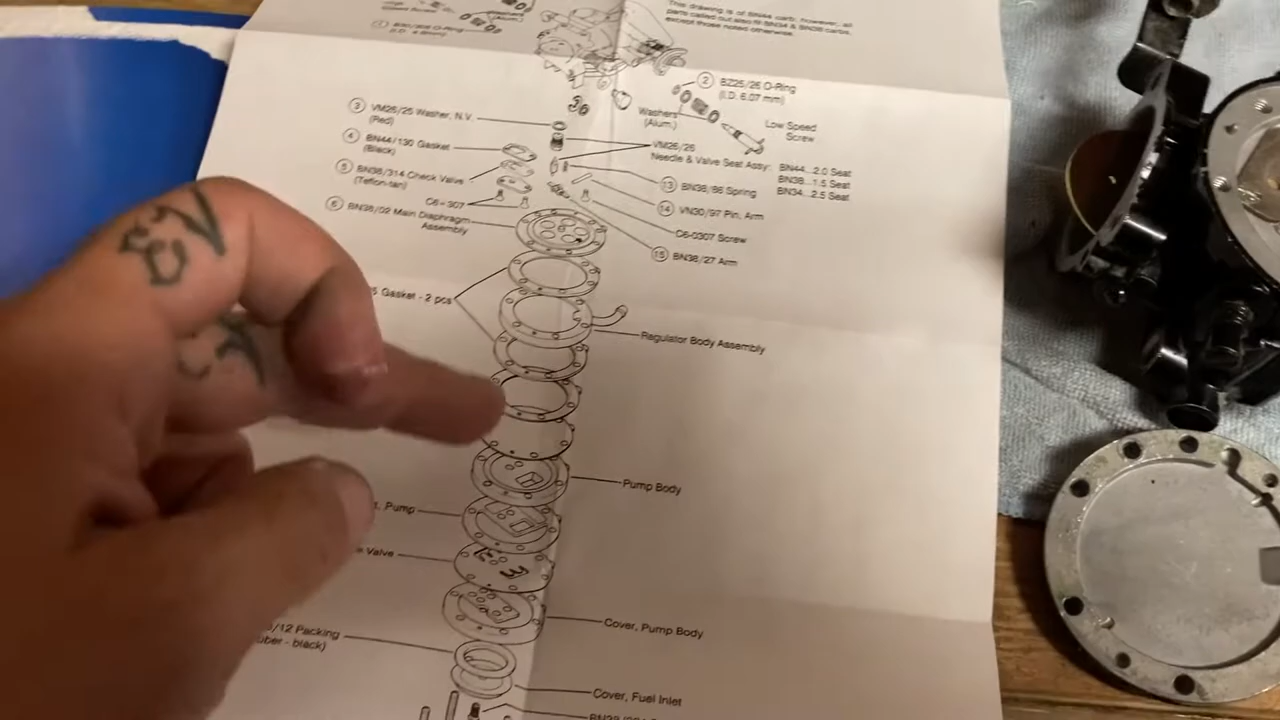 This drawing is of BN44 carb, however, all
parts called out also fit BN34 & BN38 carbs,
except those noted otherwise.
2 BZ25/26 O-Ring
(I.D. 6.07 mm)
Washers
(Alum.)
Low Speed
Screw
36
3 VM26/25 Washer, N.V.
(Red)
4 BN44/130 Gasket
(Black)
5 BN38/314 Check Valve
(Teflon-tan)
C6-307
6 BN38/02 Main Diaphragm
Assembly
VM26/26
Needle & Valve Seat Assy: BN44...2.0 Seat
BN38...1.5 Seat
BN34...2.5 Seat
13 BN38/86 Spring
14 VN30/97 Pin, Arm
C6-0307 Screw
15 BN38/27 Arm
Gasket - 2 pcs
Regulator Body Assembly
Pump Body
Pump
Valve
Cover, Pump Body
/12 Packing
- black)
Cover, Fuel Inlet